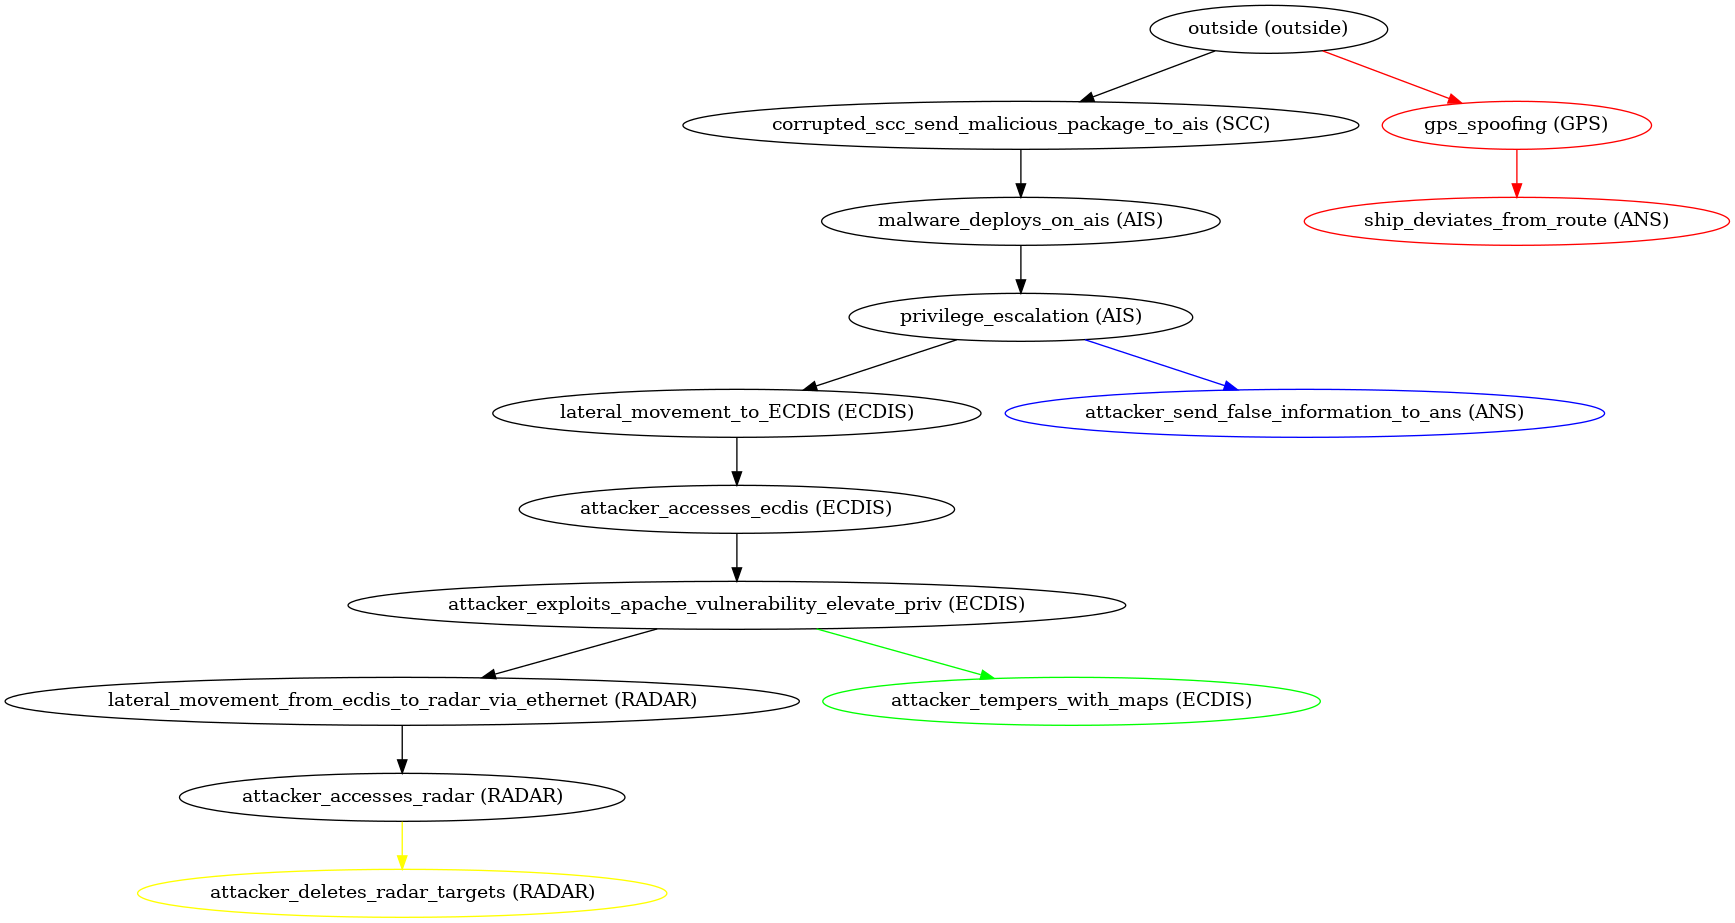 outside (outside)
corrupted_scc_send_malicious_package_to_ais (SCC)
gps_spoofing (GPS)
malware_deploys_on_ais (AIS)
ship_deviates_from_route (ANS)
privilege_escalation (AIS)
lateral_movement_to_ECDIS (ECDIS)
attacker_send_false_information_to_ans (ANS)
attacker_accesses_ecdis (ECDIS)
attacker_exploits_apache_vulnerability_elevate_priv (ECDIS)
lateral_movement_from_ecdis_to_radar_via_ethernet (RADAR)
attacker_tempers_with_maps (ECDIS)
attacker_accesses_radar (RADAR)
attacker_deletes_radar_targets (RADAR)